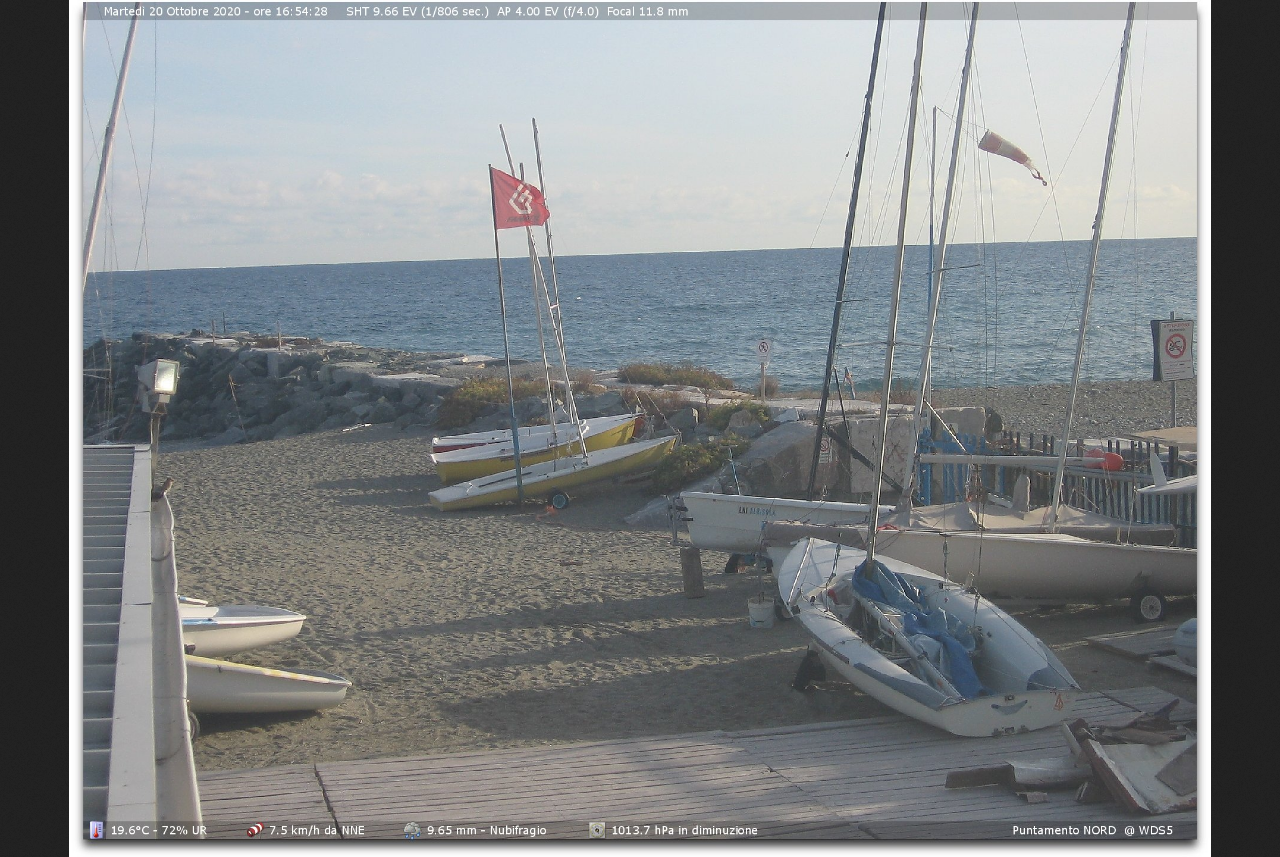 Martedi 20 Ottobre 2020 - ore 16:54:28 SHT 9.66 EV (1/806 sec.) AP 4.00 EV (f/4.0) Focal 11.8 mm
19.6°C - 72% UR 7.5 km/h da NNE 9.65 mm - Nubifragio 1013.7 hPa in diminuzione Puntamento NORD @ WDS5